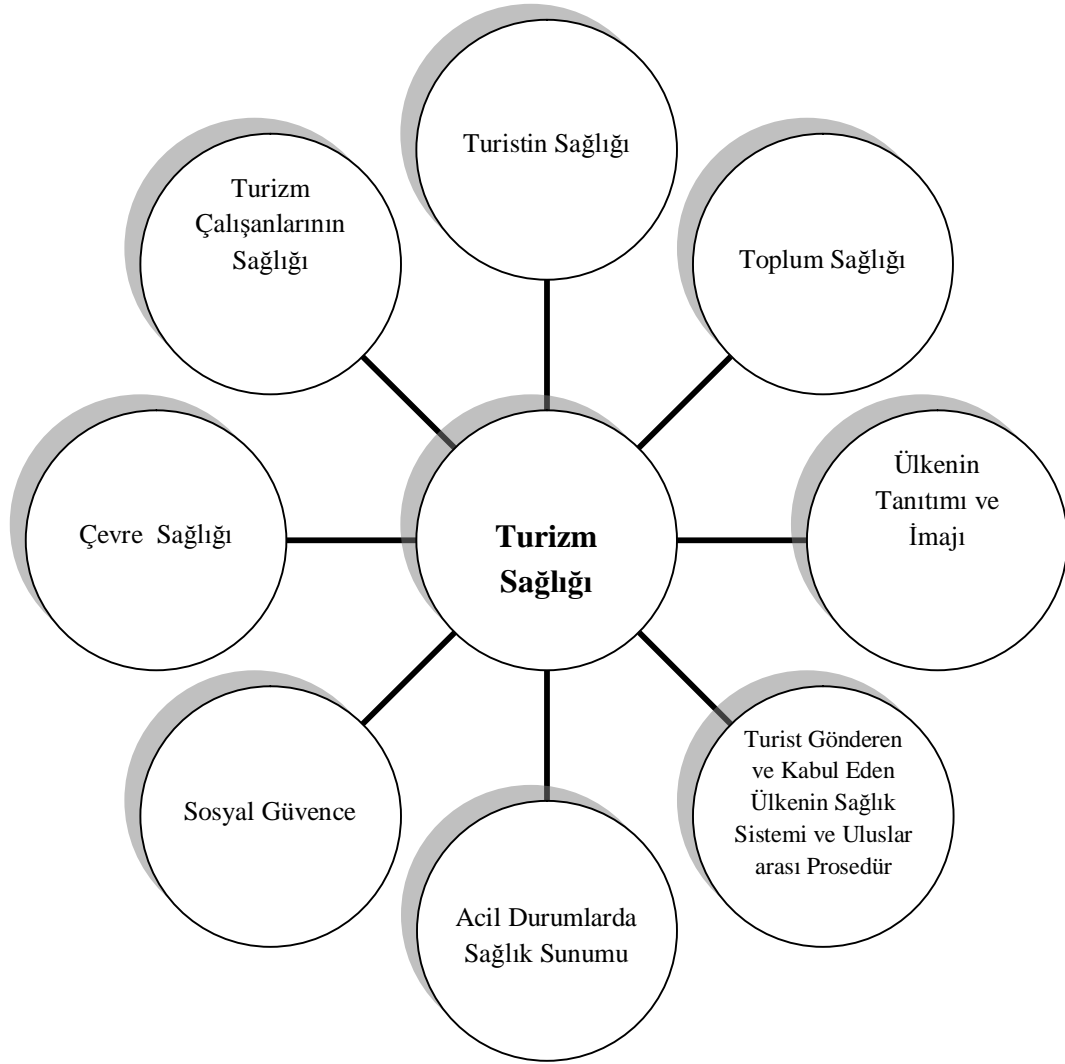 Turistin Sağlığı
Turizm
Çalışanlarının
Sağlığı
Toplum Sağlığı
Ülkenin
Tanıtımı ve
İmajı
Çevre  Sağlığı
Turizm
Sağlığı
Turist Gönderen
ve Kabul Eden
Ülkenin Sağlık
Sistemi ve Uluslar
arası Prosedür
Sosyal Güvence
Acil Durumlarda
Sağlık Sunumu